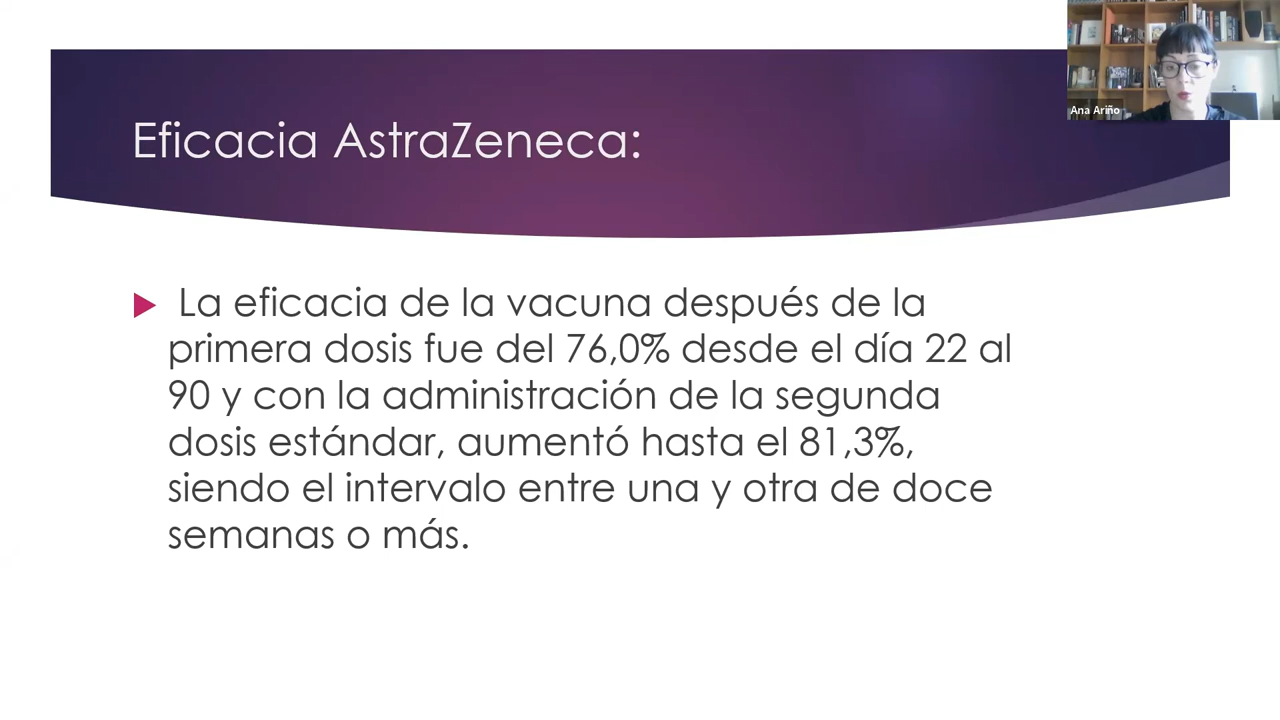 Ana Ariño
Eficacia AstraZeneca:
La eficacia de la vacuna después de la
primera dosis fue del 76,0% desde el día 22 al
90 y con la administración de la segunda
dosis estándar, aumentó hasta el 81,3%,
siendo el intervalo entre una y otra de doce
semanas o más.